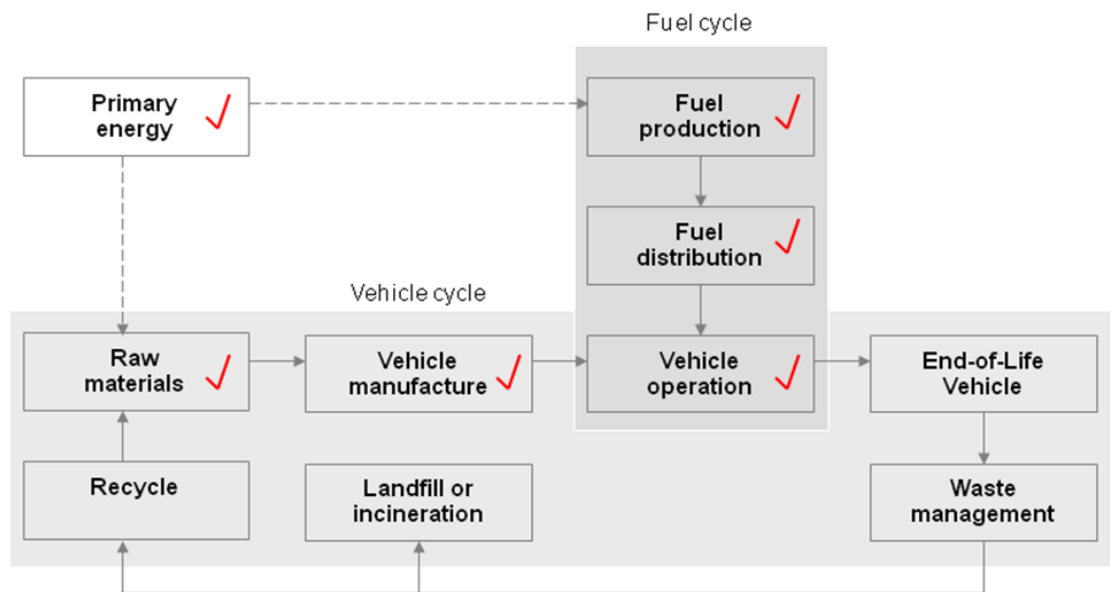 Fuel cycle
Primary
energy
Fuel
production
Fuel
distribution
Vehicle cycle
Raw
materials
Vehicle
manufacture
Vehicle
operation
End-of-Life
Vehicle
Recycle
Landfill or
incineration
Waste
management